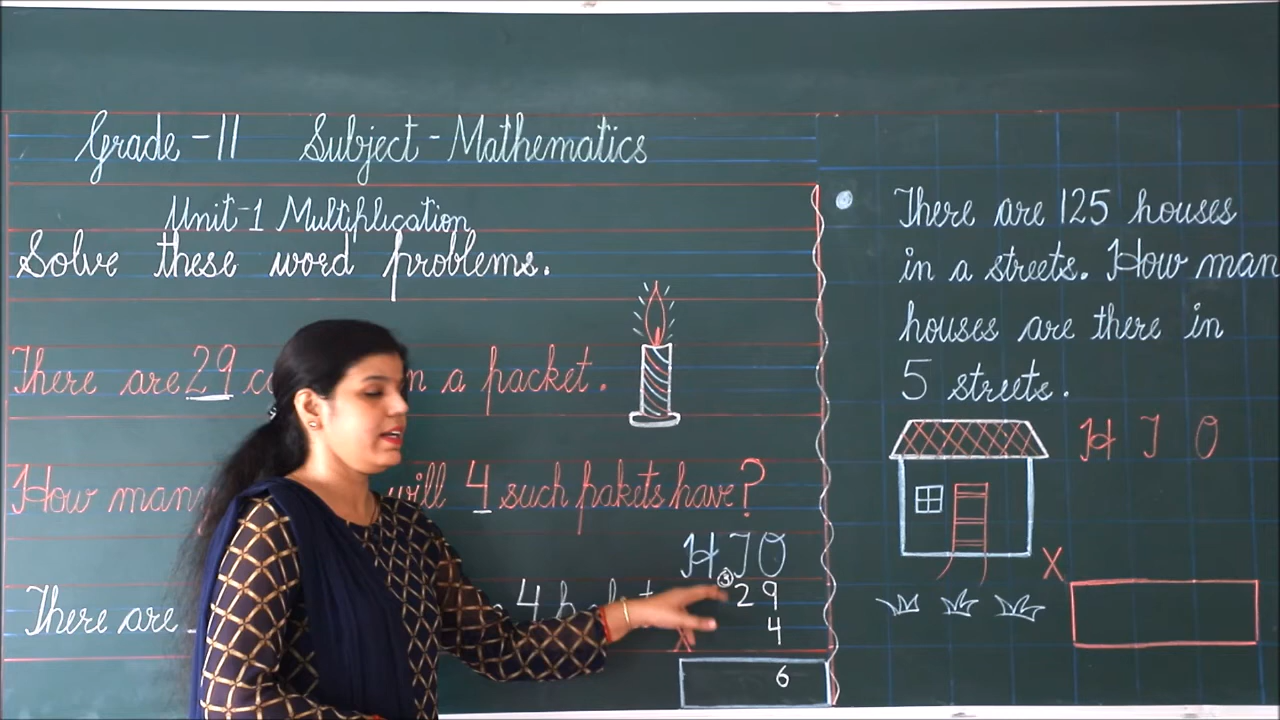 Grade-II Subject-Mathematics
Unit-1 Multiplication
Solve these word problems.
There are 29 in a packet.
How many will 4 such pakets have?
There are 4
H T O
3
2 9
4
x
6
There are 125 houses
in a streets. How man
houses are there in
5 streets.
H T O
X